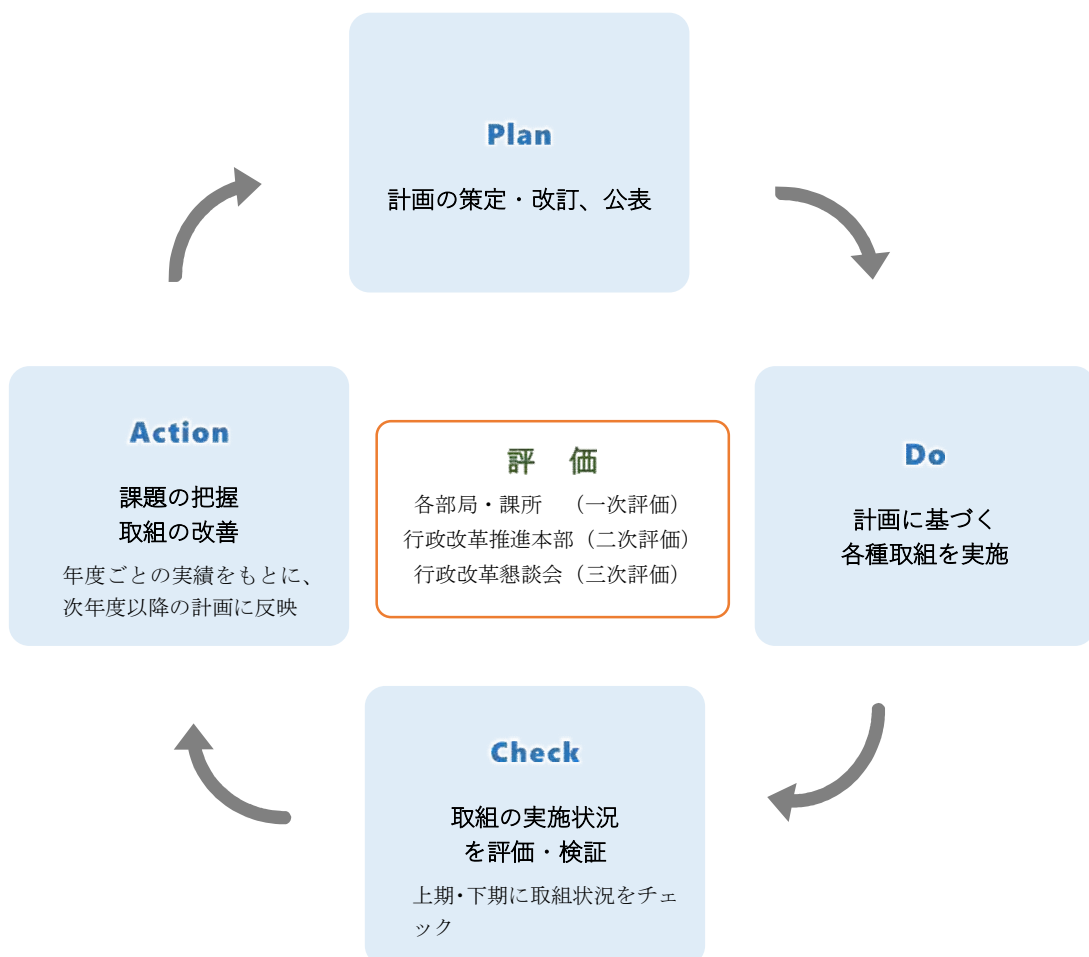 Plan
計画の策定・改訂、公表
Action
課題の把握
取組の改善
年度ごとの実績をもとに、
次年度以降の計画に反映
評　価
各部局・課所　（一次評価）
行政改革推進本部（二次評価）
行政改革懇談会（三次評価）
Do
計画に基づく
各種取組を実施
Check
取組の実施状況
を評価・検証
上期・下期に取組状況をチェ
ック